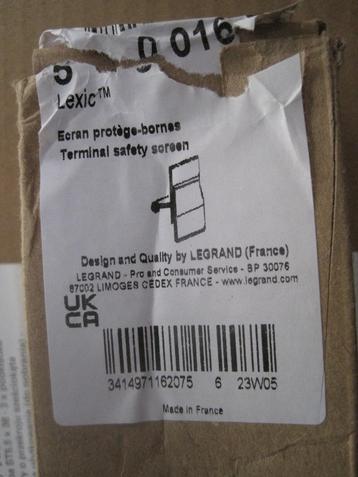 5 0 016
Lexic™
Ecran protège-bornes
Terminal safety screen
Design and Quality by LEGRAND (France)
LEGRAND - Pro and Consumer Service - BP 30076
87002 LIMOGES CEDEX FRANCE - www.legrand.com
UK
CA
3414971162075 6 23W05
Made in France